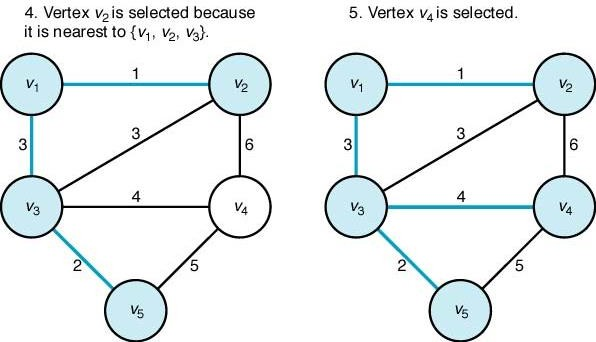 4. Vertex v2 is selected because
it is nearest to {v1, v2, v3}.
5. Vertex v4 is selected.
v1
1
v2
3
3
6
v3
4
v4
2
5
v5
v1
1
v2
3
3
6
v3
4
v4
2
5
v5